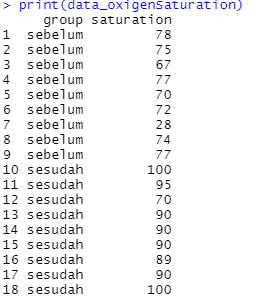 > print(data_oxigenSaturation)
group saturation
1 sebelum 78
2 sebelum 75
3 sebelum 67
4 sebelum 77
5 sebelum 70
6 sebelum 72
7 sebelum 28
8 sebelum 74
9 sebelum 77
10 sesudah 100
11 sesudah 95
12 sesudah 70
13 sesudah 90
14 sesudah 90
15 sesudah 90
16 sesudah 89
17 sesudah 90
18 sesudah 100